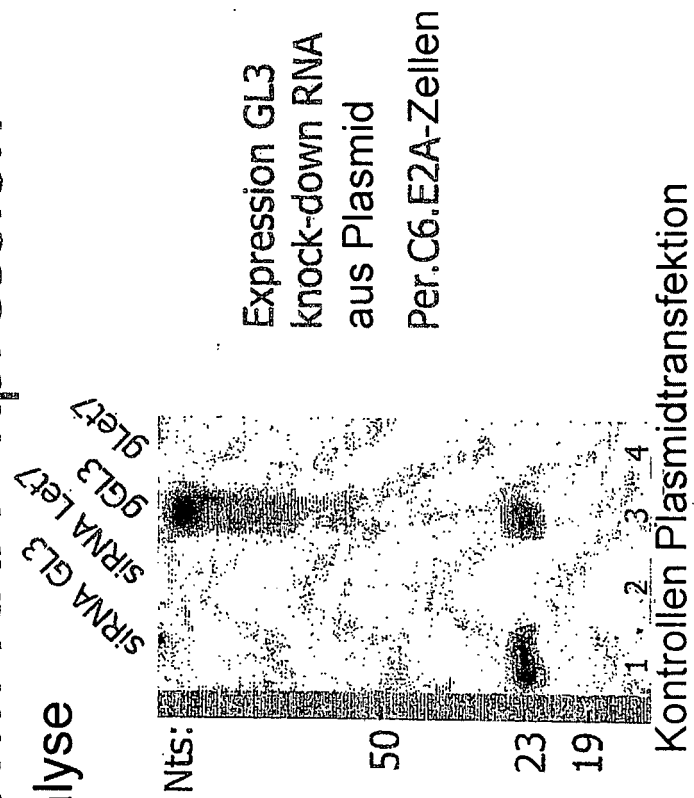 alyse
siRNA GL3
siRNA Let7
gGL3
gLet7
Nts:
50
23
19
1 2 3 4
Kontrollen Plasmidtransfektion
Expression GL3
knock-down RNA
aus Plasmid
Per.C6.E2A-Zellen